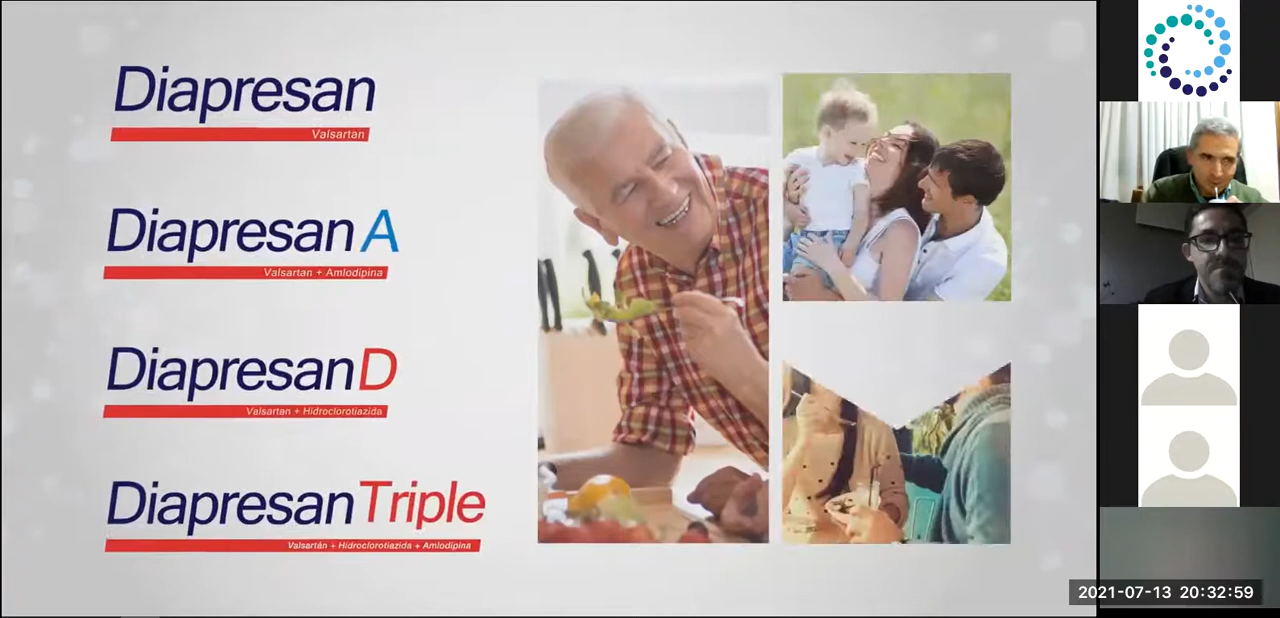 Diapresan
Valsartan
Diapresan A
Valsartan + Amlodipina
Diapresan D
Valsartan + Hidroclorotiazida
Diapresan Triple
Valsartán + Hidroclorotiazida + Amlodipina
2021-07-13 20:32:59